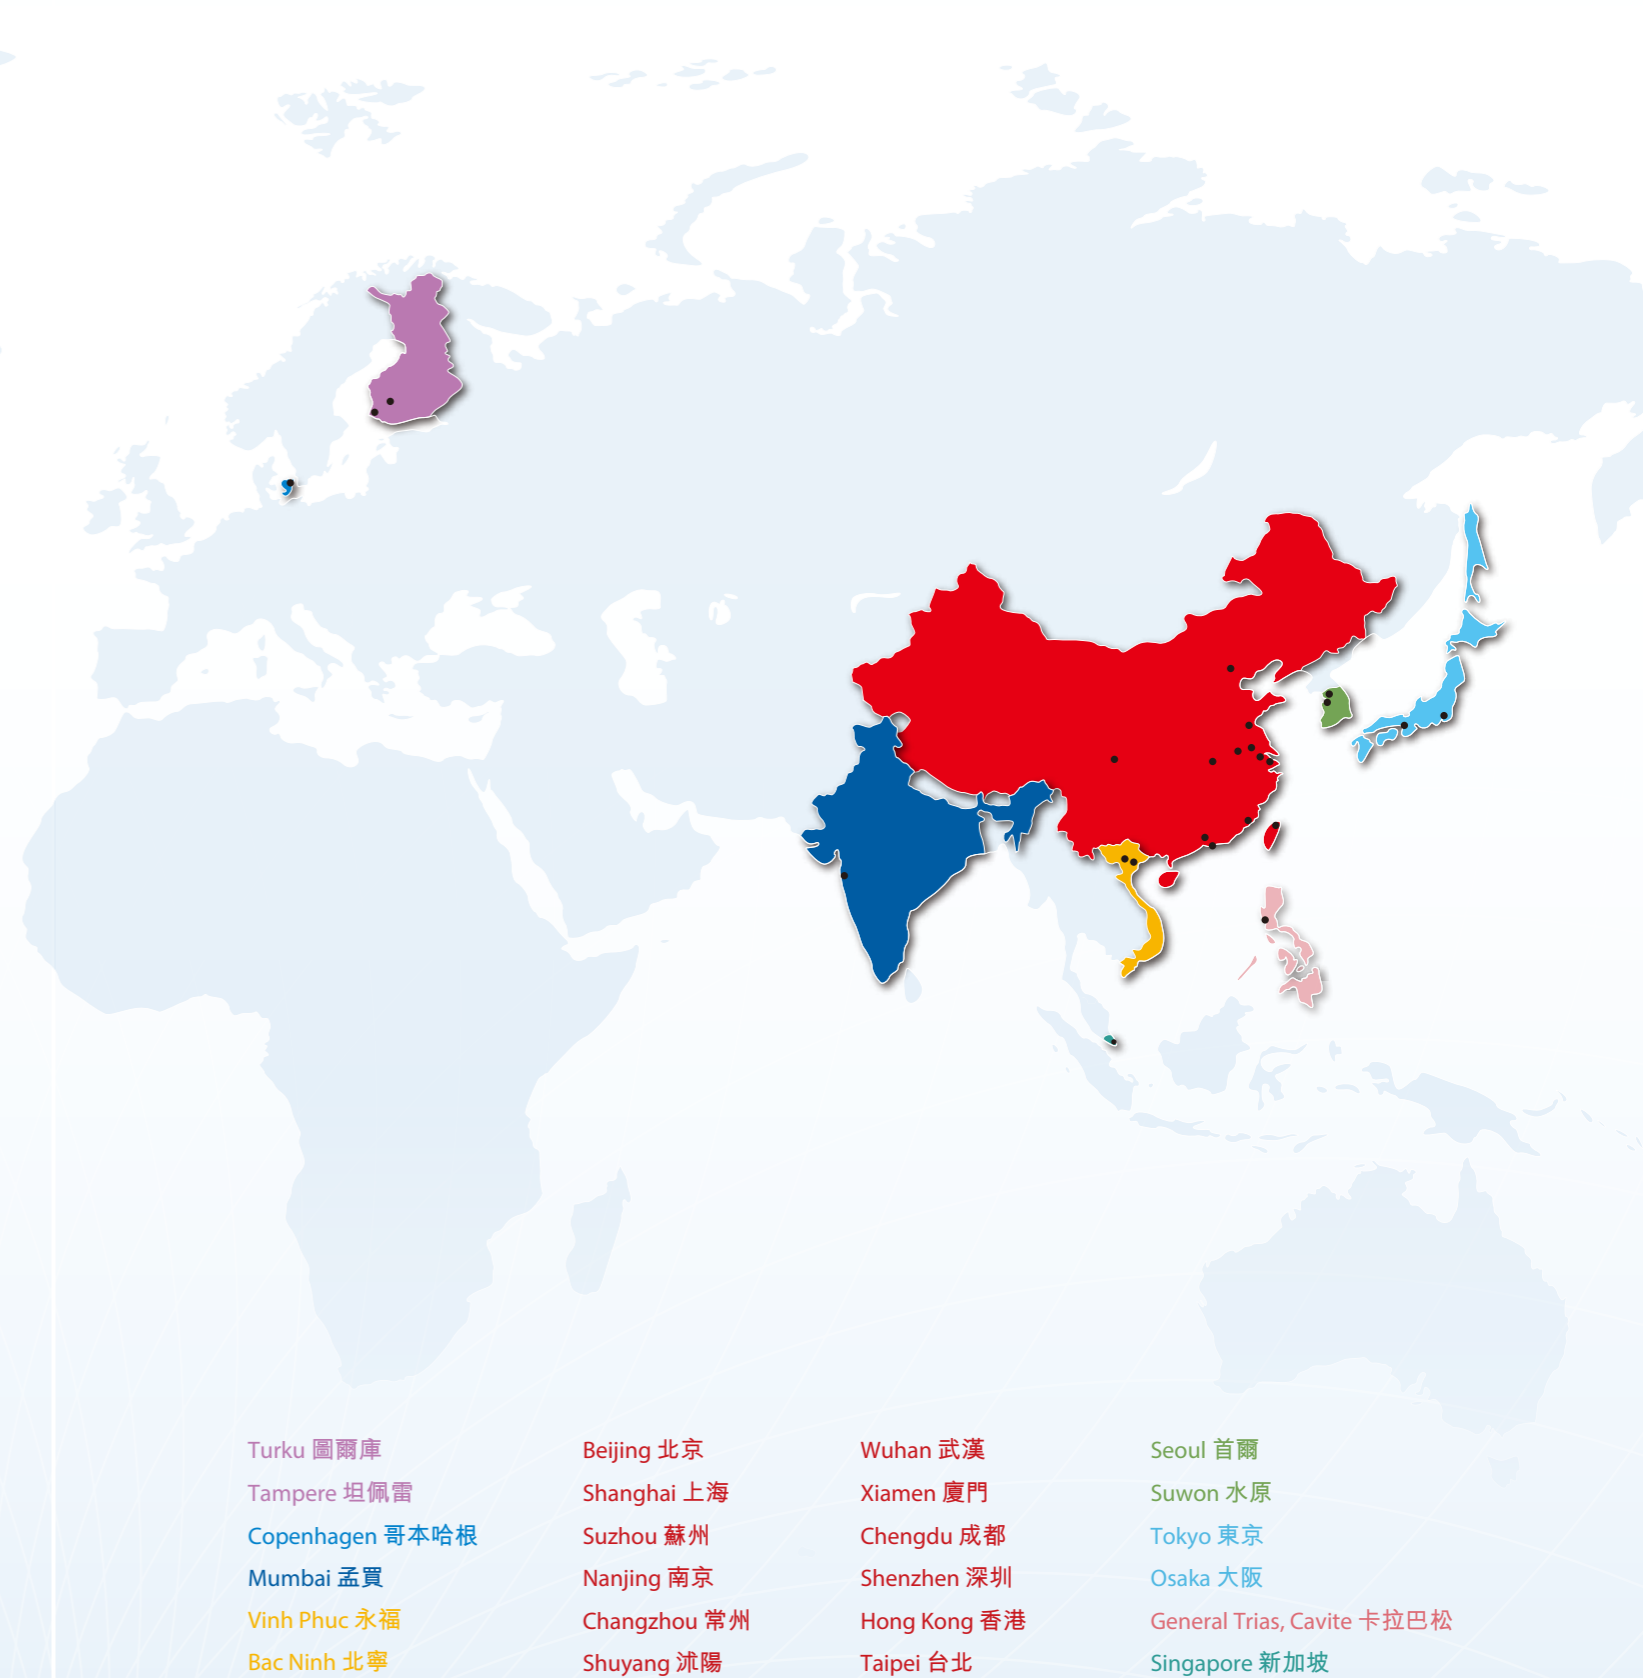 Turku 圖爾庫
Tampere 坦佩雷
Copenhagen 哥本哈根
Mumbai 孟買
Vinh Phuc 永福
Bac Ninh 北寧
Beijing 北京
Shanghai 上海
Suzhou 蘇州
Nanjing 南京
Changzhou 常州
Shuyang 沭陽
Wuhan 武漢
Xiamen 廈門
Chengdu 成都
Shenzhen 深圳
Hong Kong 香港
Taipei 台北
Seoul 首爾
Suwon 水原
Tokyo 東京
Osaka 大阪
General Trias, Cavite 卡拉巴松
Singapore 新加坡